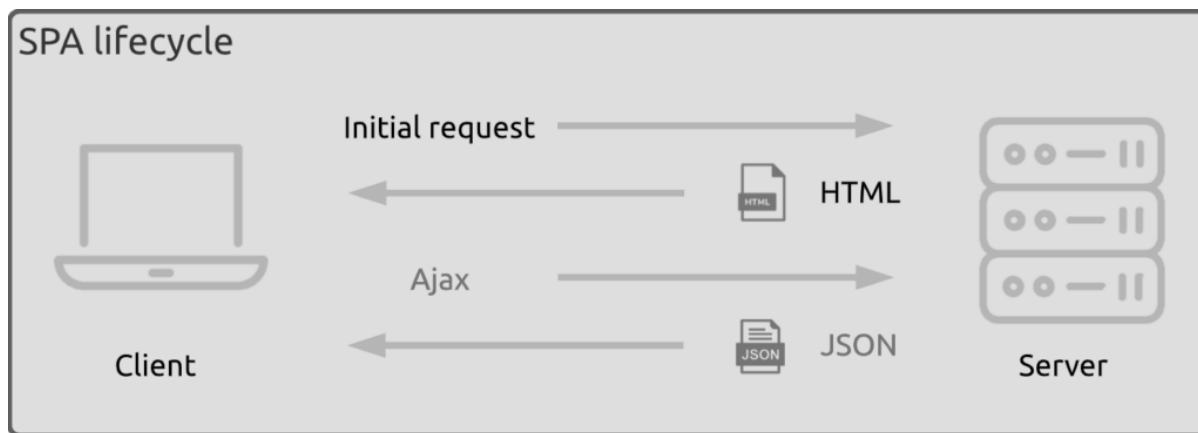 SPA lifecycle
Initial request
HTML
HTML
Ajax
JSON
JSON
Client
Server